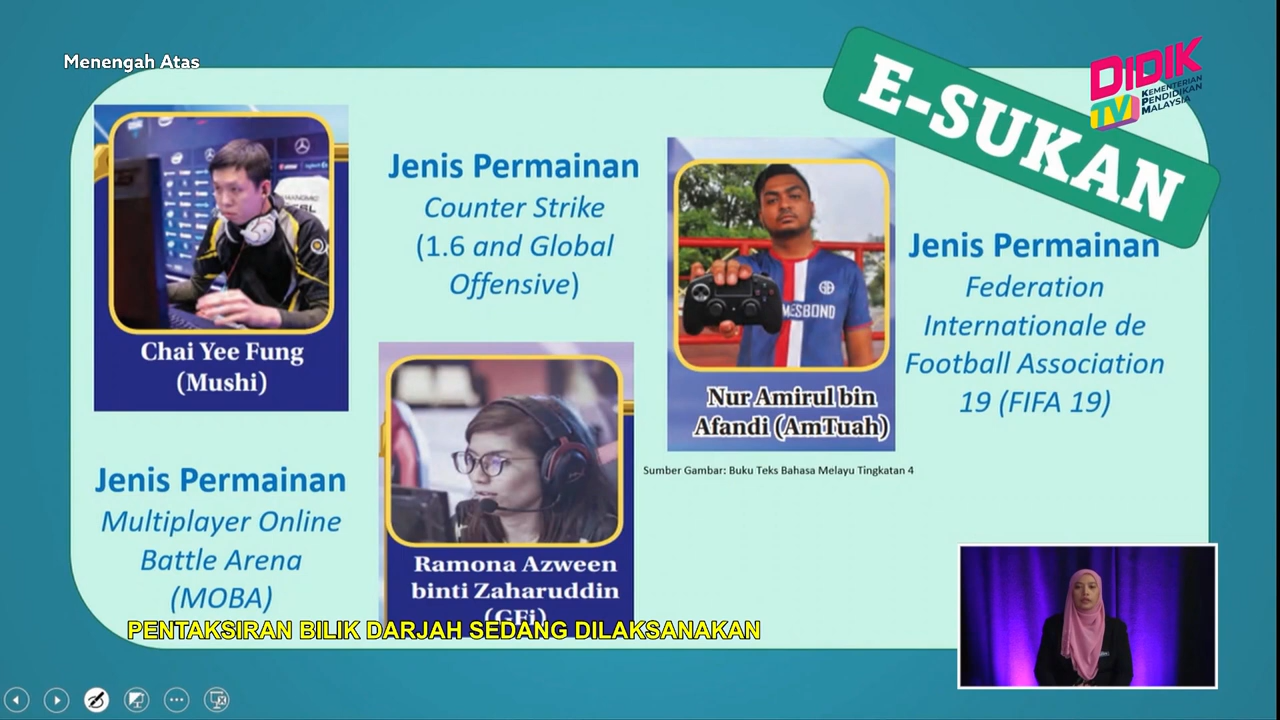 Menengah Atas
E-SUKAN
DIDIK
TV
KEMENTERIAN
PENDIDIKAN
MALAYSIA
Chai Yee Fung
(Mushi)
Jenis Permainan
Multiplayer Online
Battle Arena
(MOBA)
Jenis Permainan
Counter Strike
(1.6 and Global
Offensive)
Ramona Azween
binti Zaharuddin
(GFi)
MESBOND
Nur Amirul bin
Afandi (AmTuah)
Sumber Gambar: Buku Teks Bahasa Melayu Tingkatan 4
Jenis Permainan
Federation
Internationale de
Football Association
19 (FIFA 19)
PENTAKSIRAN BILIK DARJAH SEDANG DILAKSANAKAN